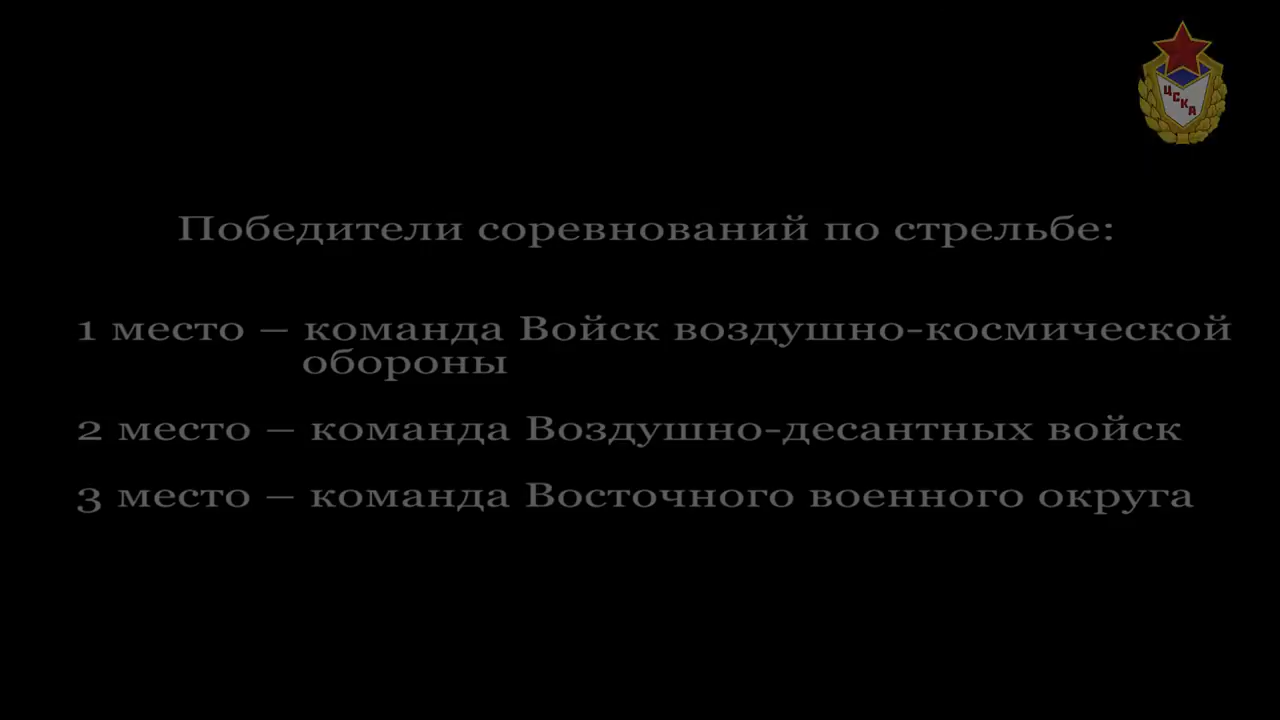 ЦСКА
Победители соревнований по стрельбе:
1 место – команда Войск воздушно-космической
обороны
2 место – команда Воздушно-десантных войск
3 место – команда Восточного военного округа